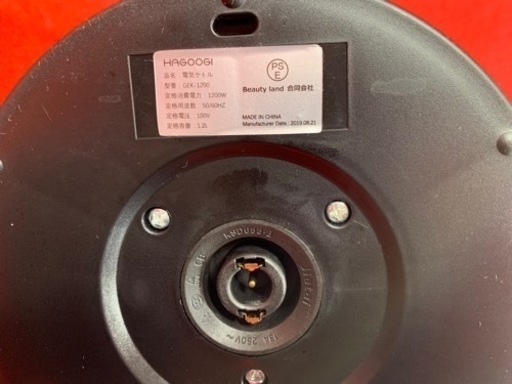 HAGOOGI
品名 : 電気ケトル
型番 : GEK-1200
定格消費電力 : 1200W
定格周波数 : 50/60HZ
定格電圧 : 100V
定格容量 : 1.2L
PS
E
Beauty land 合同会社
MADE IN CHINA
Manufacturer Date : 2019.08.21
13A 250V~